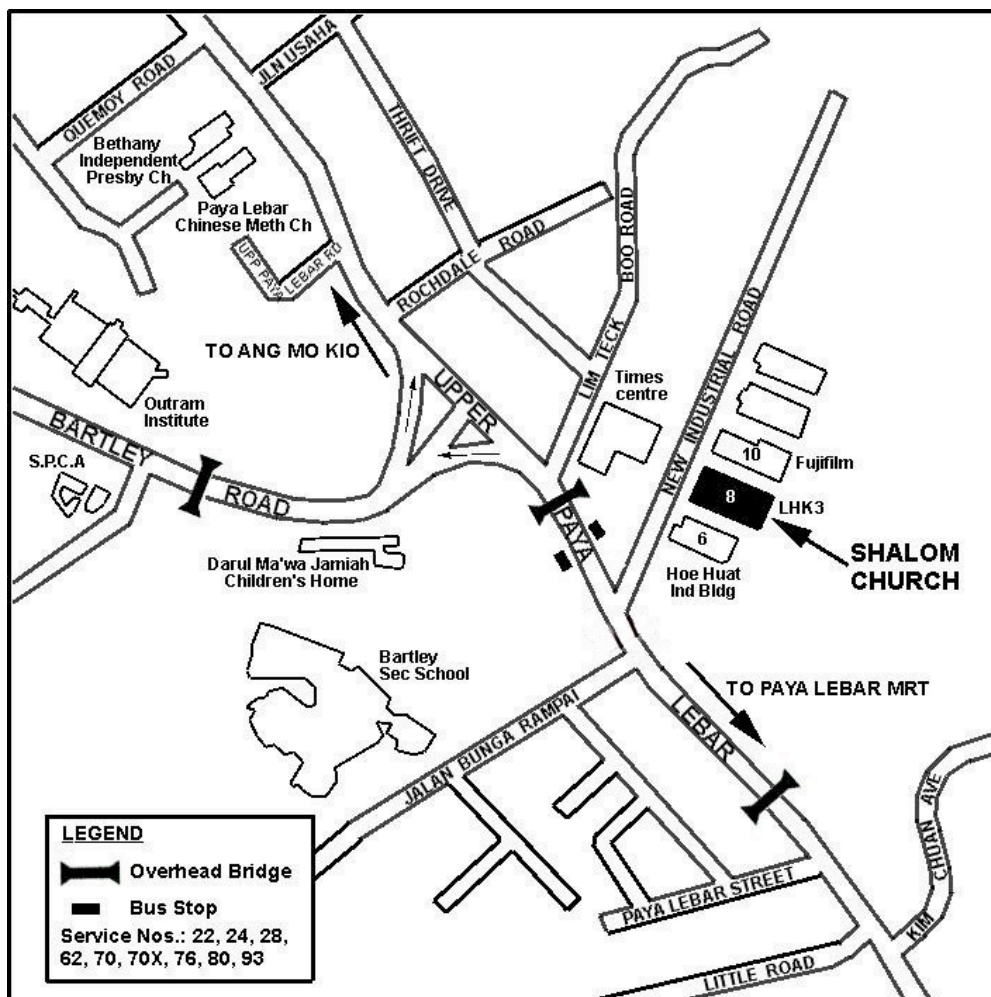 QUEMOY ROAD
JLN USAHA
THRIFT DRIVE
Bethany
Independent
Presby Ch
Paya Lebar
Chinese Meth Ch
UPP PAYA LEBAR RD
ROCHDALE ROAD
LIM TECK BOO ROAD
NEW INDUSTRIAL ROAD
TO ANG MO KIO
UPPER PAYA LEBAR
Times
centre
Outram
Institute
BARTLEY ROAD
S.P.C.A
10
Fujifilm
8
LHK3
6
Hoe Huat
Ind Bldg
SHALOM
CHURCH
Darul Ma'wa Jamiah
Children's Home
Bartley
Sec School
TO PAYA LEBAR MRT
JALAN BUNGA RAMPAI
PAYA LEBAR STREET
KIM CHUAN AVE
LITTLE ROAD
LEGEND
Overhead Bridge
Bus Stop
Service Nos.: 22, 24, 28,
62, 70, 70X, 76, 80, 93